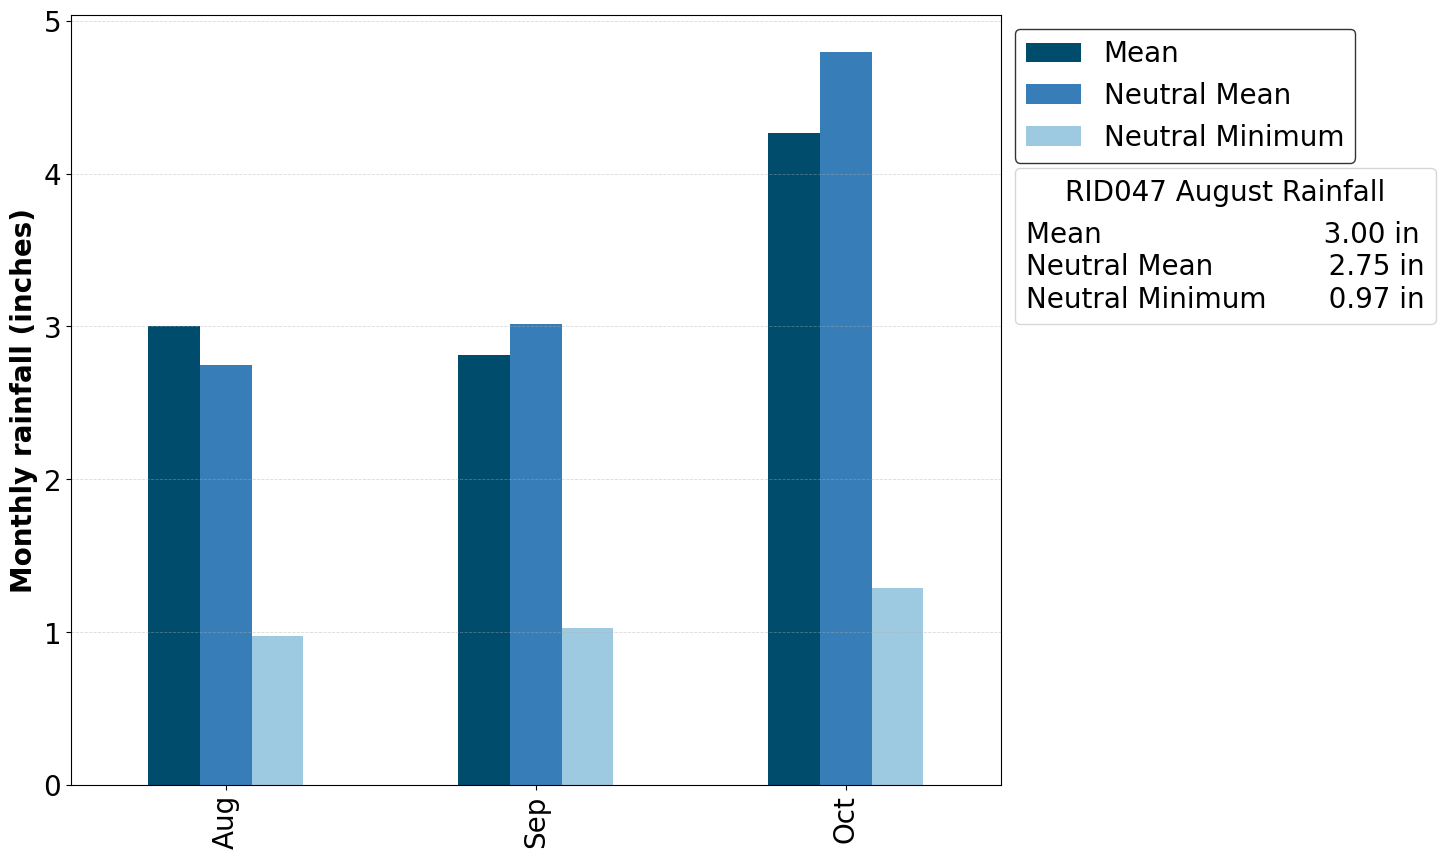 Monthly rainfall (inches)
5
4
3
2
1
0
Aug
Sep
Oct
Mean
Neutral Mean
Neutral Minimum
RID047 August Rainfall
Mean 3.00 in
Neutral Mean 2.75 in
Neutral Minimum 0.97 in